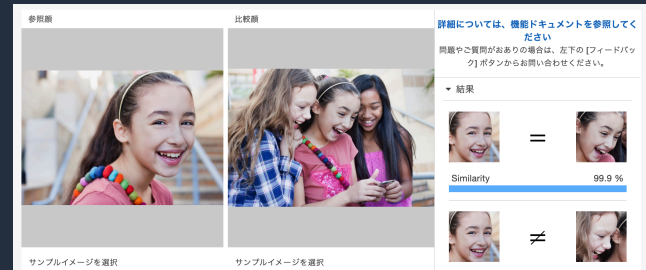 参照顔
比較顔
詳細については、機能ドキュメントを参照してく
ださい
問題やご質問がおありの場合は、左下の [フィードバッ
ク] ボタンからお問い合わせください。
結果
=
Similarity 99.9 %
≠
サンプルイメージを選択
サンプルイメージを選択